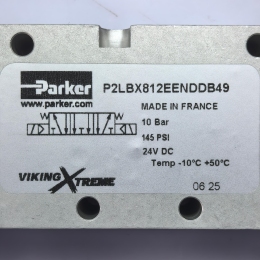 Parker
www.parker.com
P2LBX812EENDDB49
MADE IN FRANCE
10 Bar
145 PSI
24V DC
Temp -10°C +50°C
VIKING XTREME
06 25